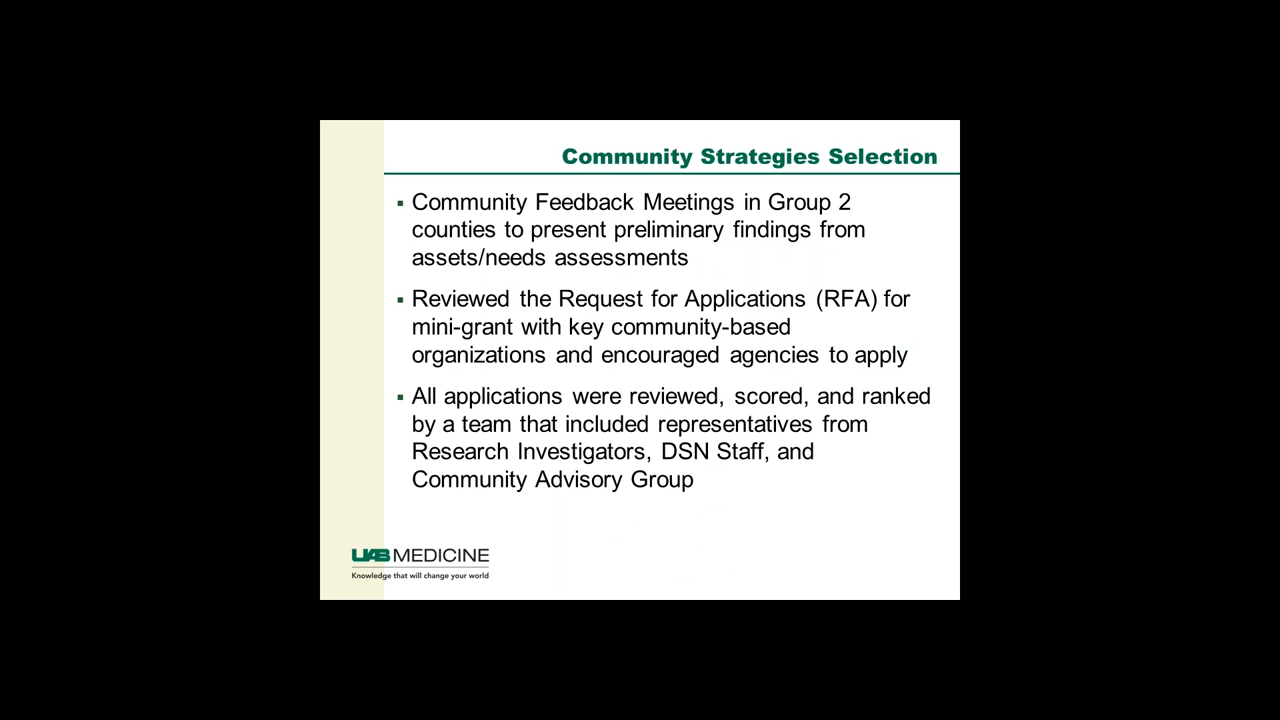 Community Strategies Selection
▪ Community Feedback Meetings in Group 2
counties to present preliminary findings from
assets/needs assessments
▪ Reviewed the Request for Applications (RFA) for
mini-grant with key community-based
organizations and encouraged agencies to apply
▪ All applications were reviewed, scored, and ranked
by a team that included representatives from
Research Investigators, DSN Staff, and
Community Advisory Group
UAB MEDICINE
Knowledge that will change your world